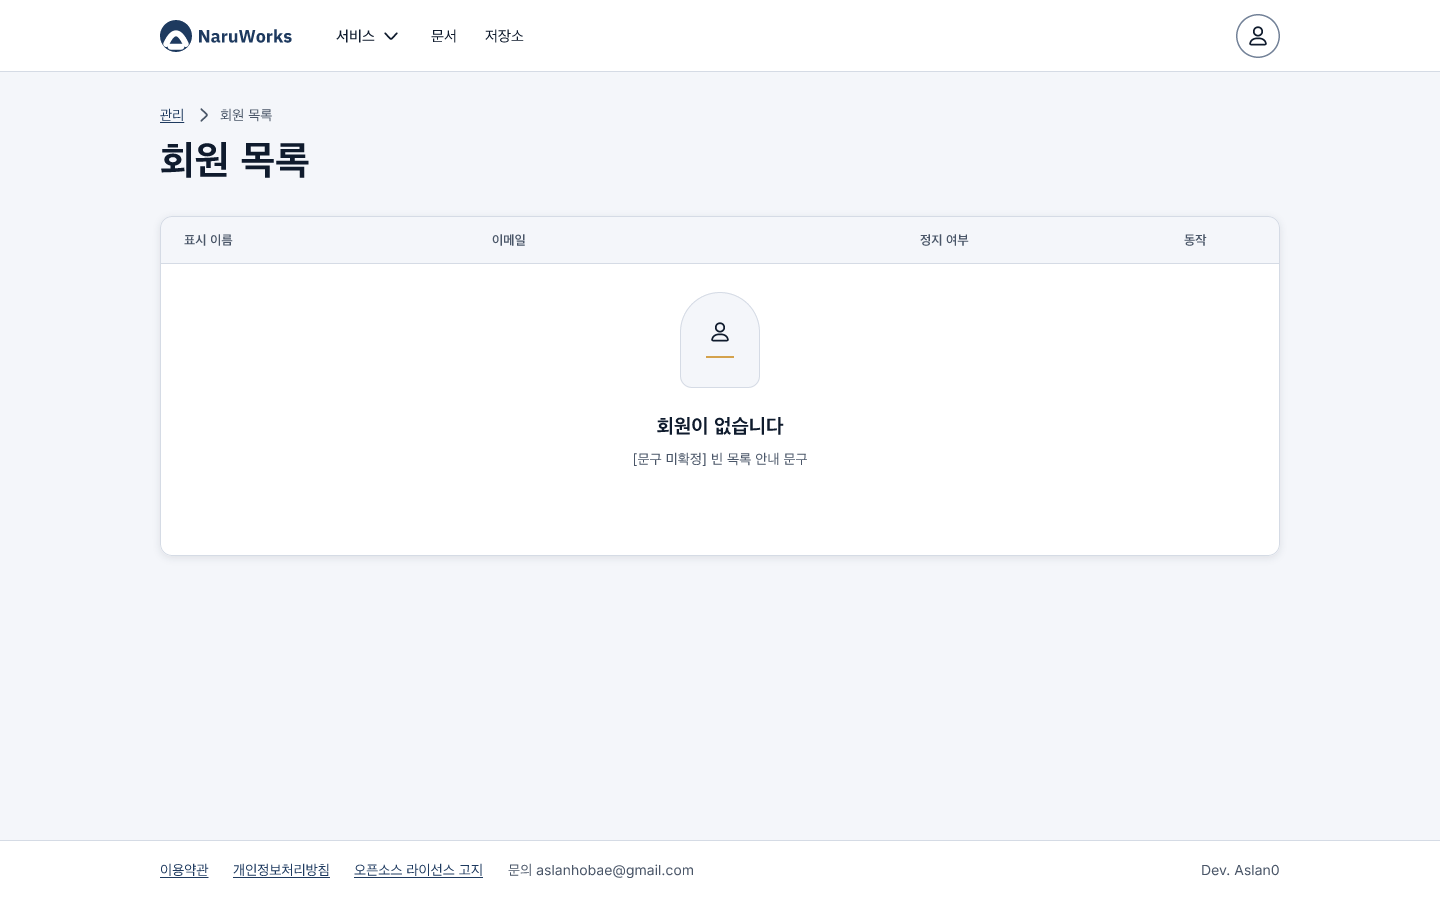 NaruWorks 서비스 문서 저장소
관리 회원 목록
회원 목록
표시 이름 이메일 정지 여부 동작
회원이 없습니다
[문구 미확정] 빈 목록 안내 문구
이용약관 개인정보처리방침 오픈소스 라이선스 고지 문의 aslanhobae@gmail.com Dev. Aslan0